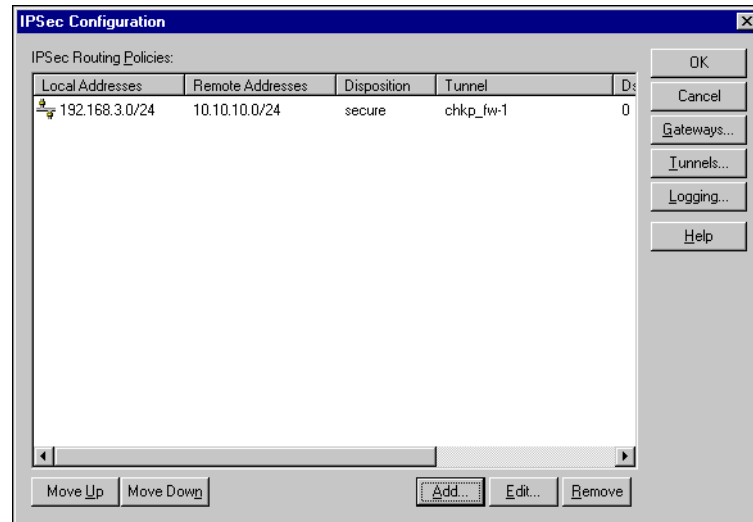 IPSec Configuration
IPSec Routing Policies:
Local Addresses Remote Addresses Disposition Tunnel Ds
192.168.3.0/24 10.10.10.0/24 secure chkp_fw-1 0
OK
Cancel
Gateways...
Tunnels...
Logging...
Help
Move Up Move Down Add... Edit... Remove